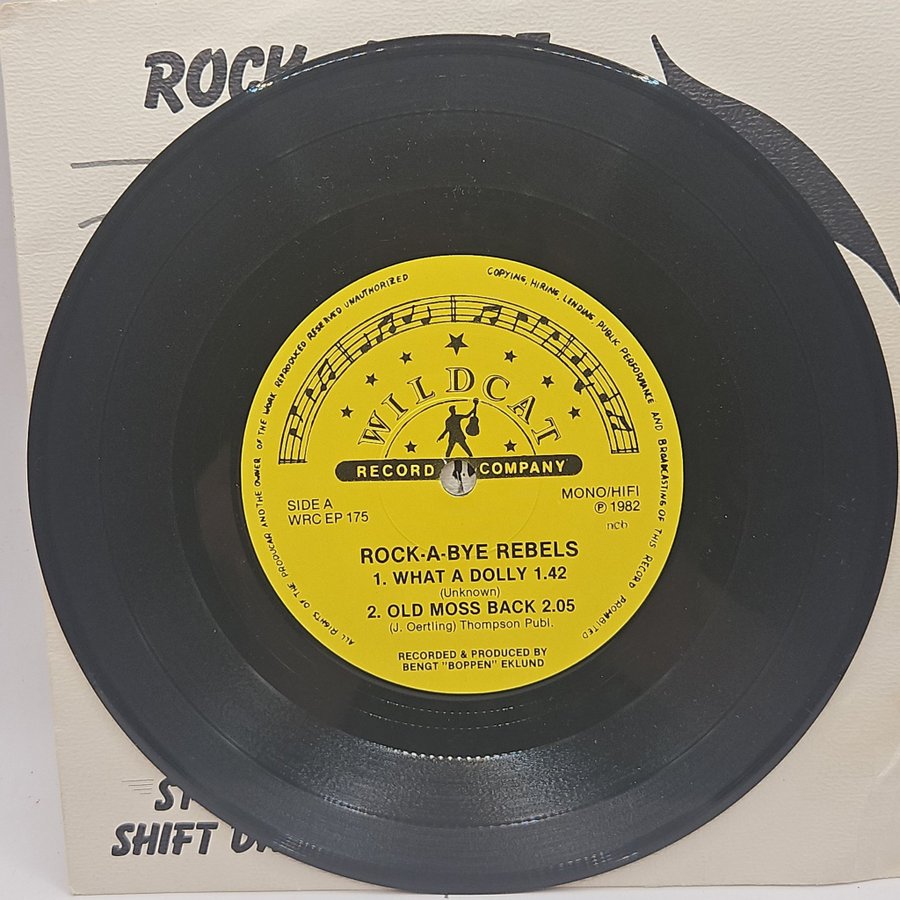 ROCK
ALL RIGHTS OF THE PRODUCAR AND THE OWNER OF THE WORK REPRODUCED RESERVED UNAUTHORIZED
COPYING, HIRING, LENDING, PUBLIC PERFORMANCE AND BROADCASTING OF THIS RECORD PROHIBITED
WILDCAT
RECORD COMPANY
SIDE A
WRC EP 175
MONO/HIFI
Ⓟ 1982
ncb
ROCK-A-BYE REBELS
1. WHAT A DOLLY 1.42
(Unknown)
2. OLD MOSS BACK 2.05
(J. Oertling) Thompson Publ.
RECORDED & PRODUCED BY
BENGT "BOPPEN" EKLUND
SHIFT